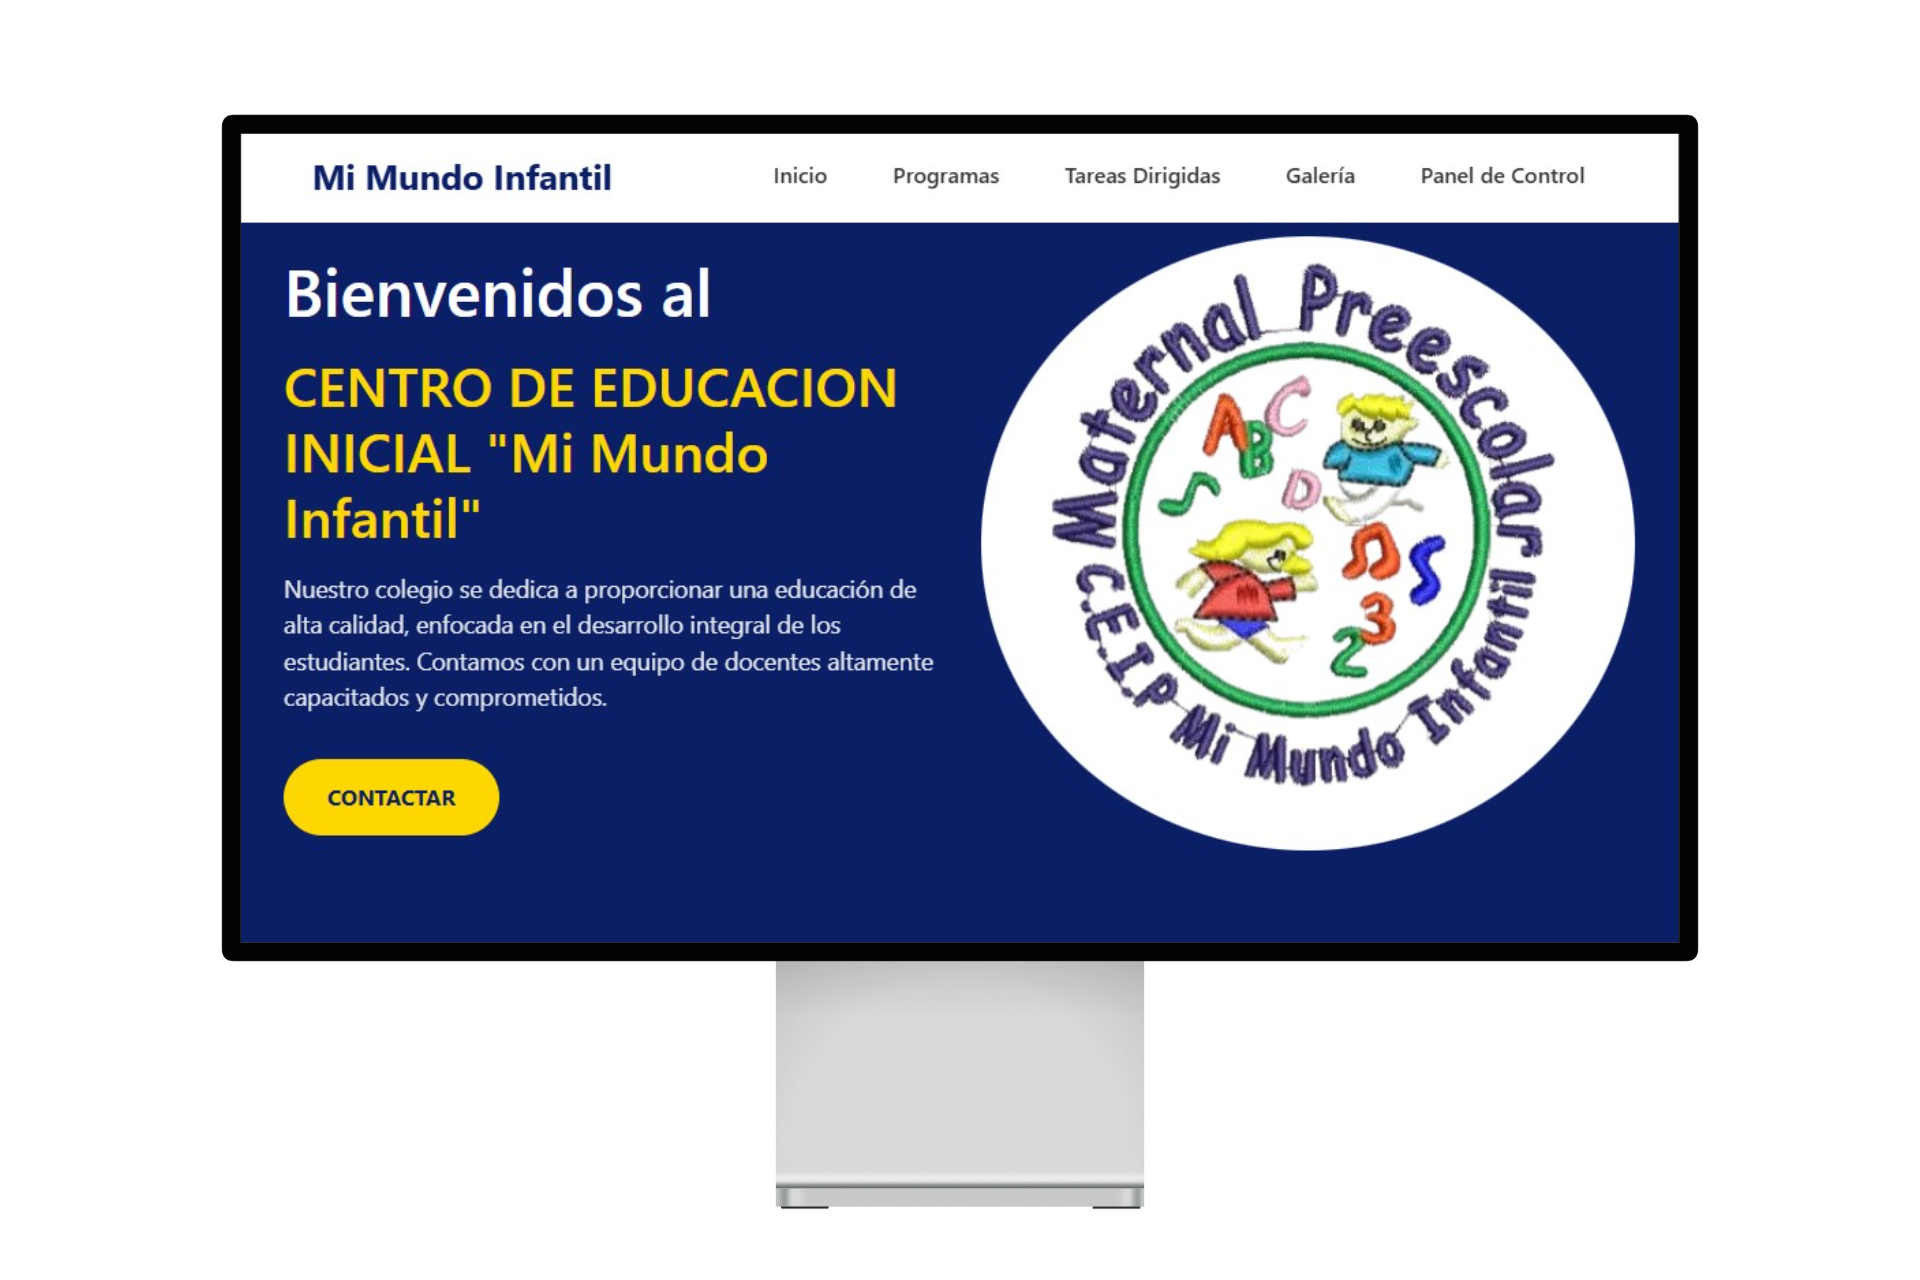 Mi Mundo Infantil
Inicio
Programas
Tareas Dirigidas
Galería
Panel de Control
Bienvenidos al
CENTRO DE EDUCACION
INICIAL "Mi Mundo
Infantil"
Nuestro colegio se dedica a proporcionar una educación de
alta calidad, enfocada en el desarrollo integral de los
estudiantes. Contamos con un equipo de docentes altamente
capacitados y comprometidos.
CONTACTAR
Maternal Preescolar
C.E.I.P Mi Mundo Infantil
A B C
D
3
2